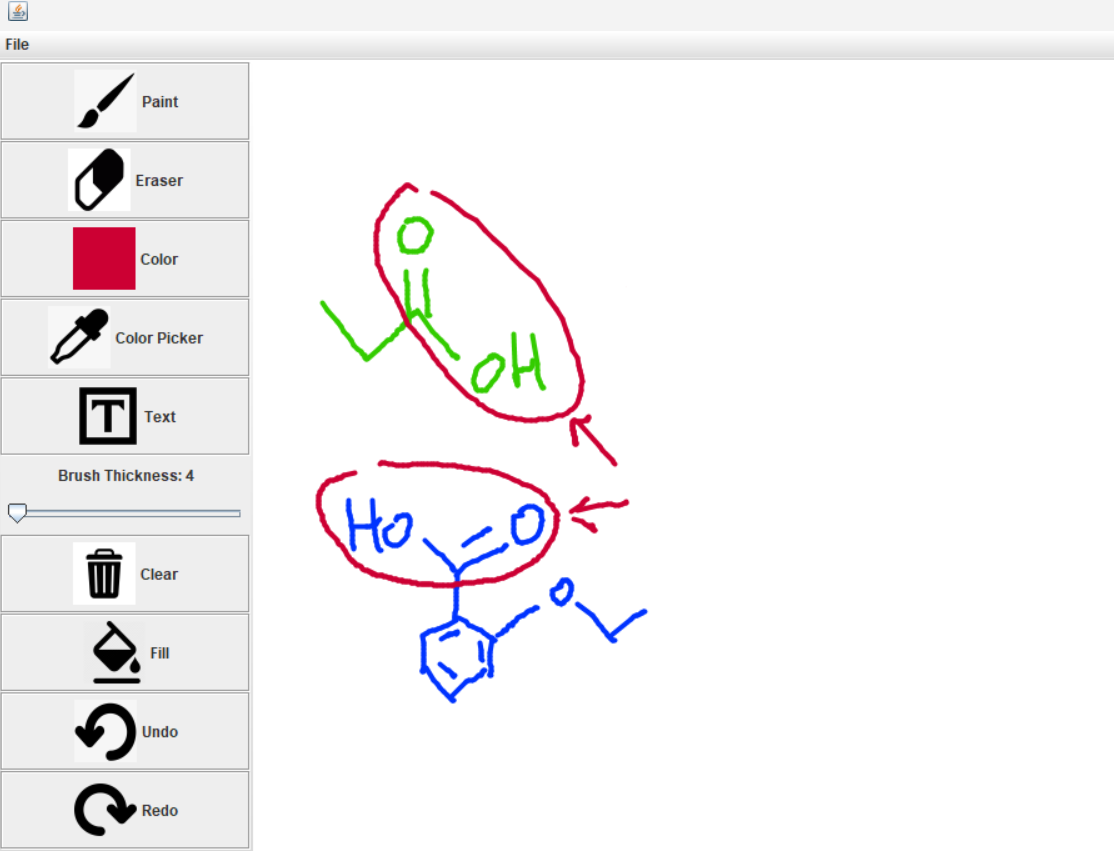 File
Paint
Eraser
Color
Color Picker
T Text
Brush Thickness: 4
Clear
Fill
Undo
Redo
O
OH
HO O
O